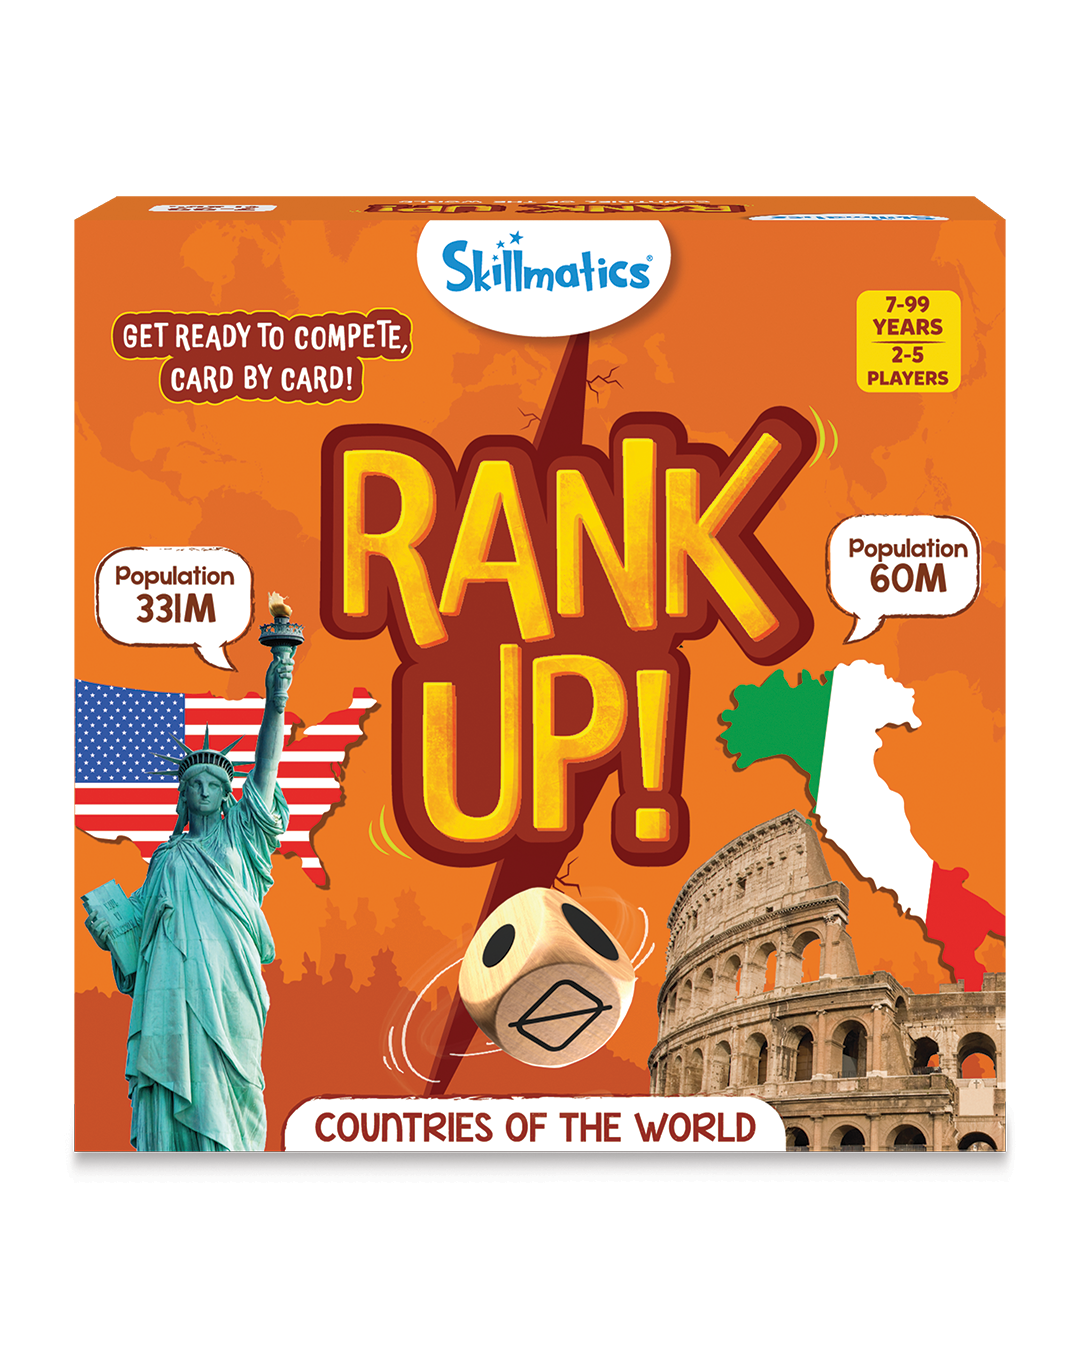 Skillmatics®
GET READY TO COMPETE,
CARD BY CARD!
7-99
YEARS
2-5
PLAYERS
RANK
UP!
Population
331M
Population
60M
COUNTRIES OF THE WORLD